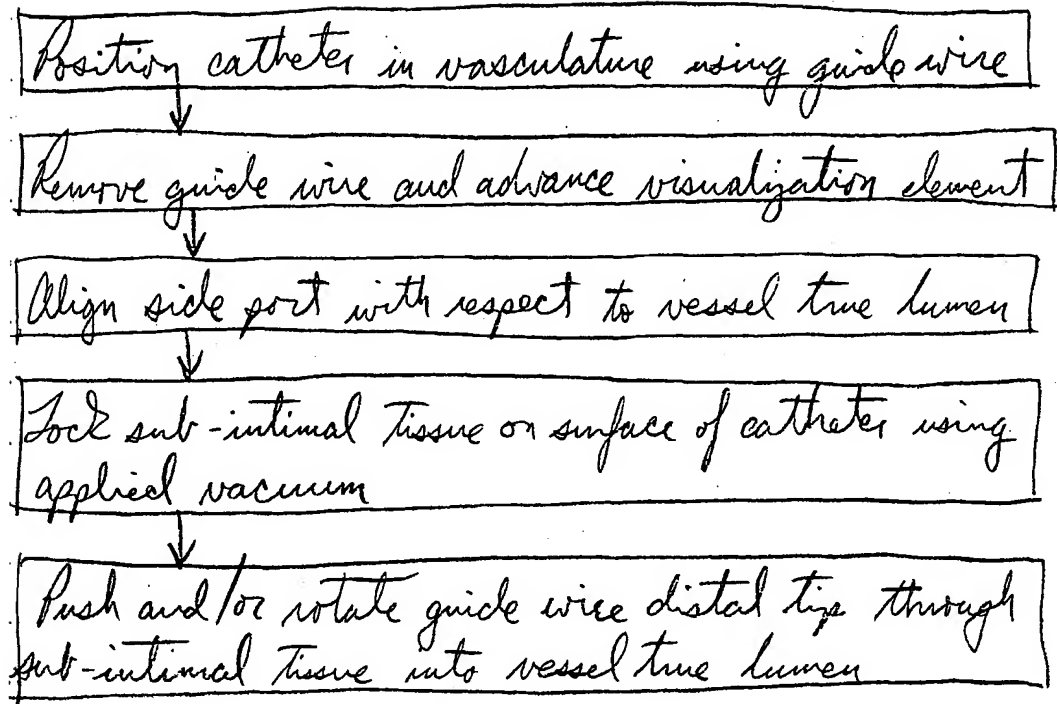 Position catheter in vasculature using guide wire
Remove guide wire and advance visualization element
Align side port with respect to vessel true lumen
Lock sub-intimal tissue on surface of catheter using
applied vacuum
Push and/or rotate guide wire distal tip through
sub-intimal tissue into vessel true lumen